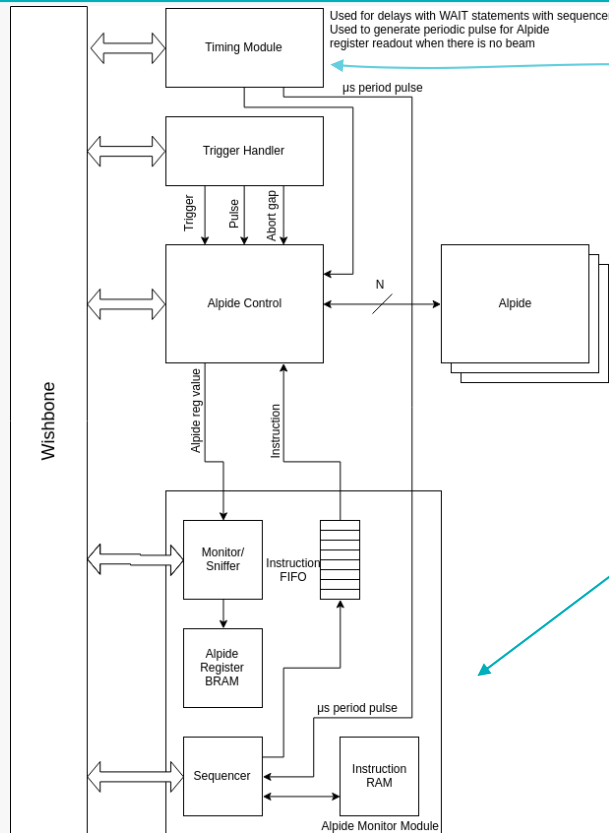 Used for delays with WAIT statements with sequencer
Used to generate periodic pulse for Alpide
register readout when there is no beam
Timing Module
µs period pulse
Trigger Handler
Trigger
Pulse
Abort gap
Alpide Control
N
Alpide
Wishbone
Alpide reg value
Instruction
Monitor/
Sniffer
Instruction
FIFO
Alpide
Register
BRAM
µs period pulse
Sequencer
Instruction
RAM
Alpide Monitor Module